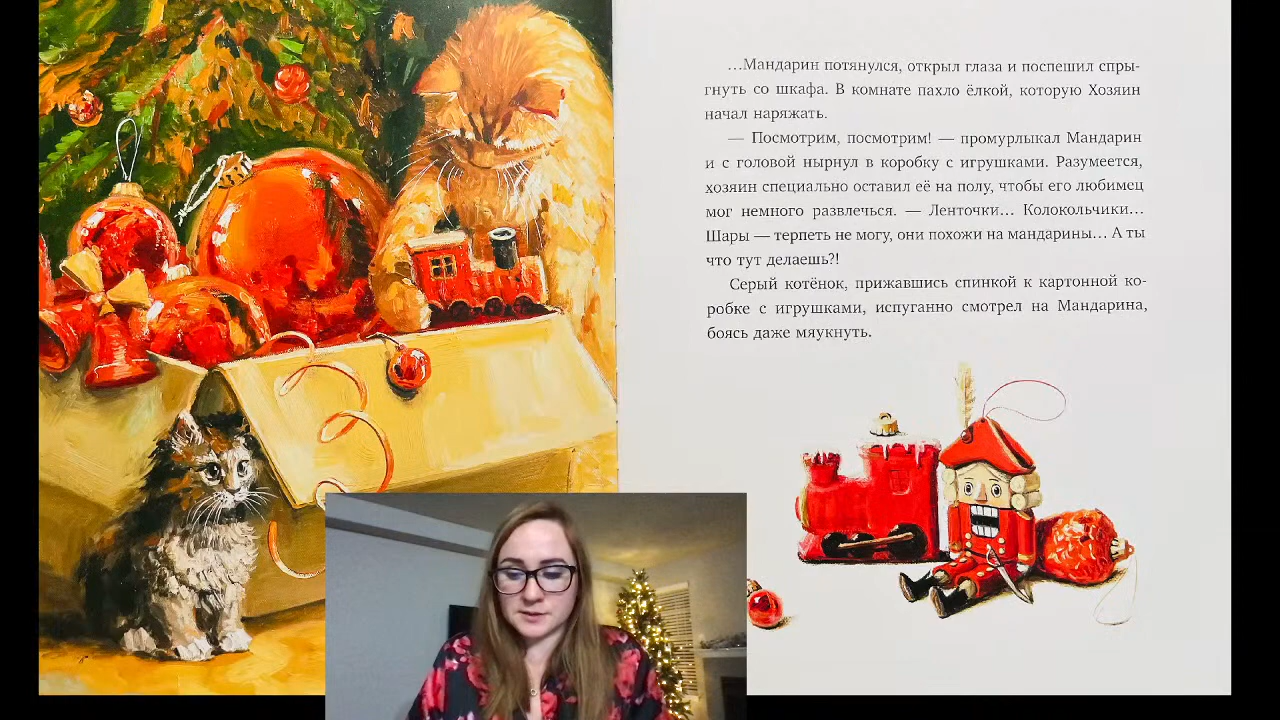 ...Мандарин потянулся, открыл глаза и поспешил спры-
гнуть со шкафа. В комнате пахло ёлкой, которую Хозяин
начал наряжать.
— Посмотрим, посмотрим! — промурлыкал Мандарин
и с головой нырнул в коробку с игрушками. Разумеется,
хозяин специально оставил её на полу, чтобы его любимец
мог немного развлечься. — Ленточки... Колокольчики...
Шары — терпеть не могу, они похожи на мандарины... А ты
что тут делаешь?!
Серый котёнок, прижавшись спинкой к картонной ко-
робке с игрушками, испуганно смотрел на Мандарина,
боясь даже мяукнуть.